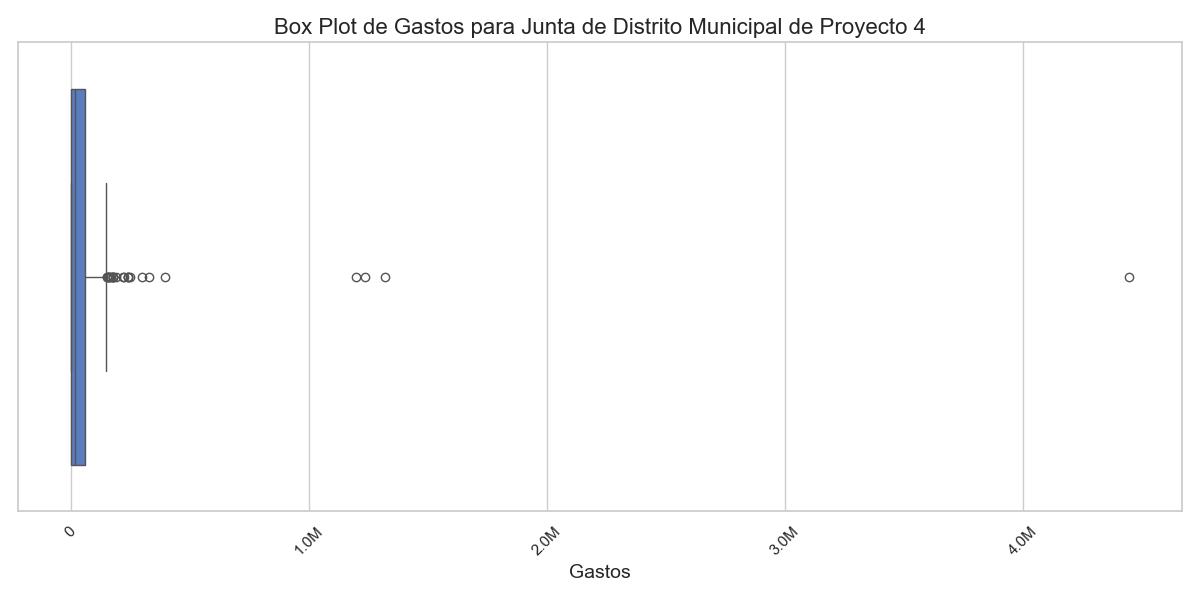 Box Plot de Gastos para Junta de Distrito Municipal de Proyecto 4
0
1.0M
2.0M
3.0M
4.0M
Gastos